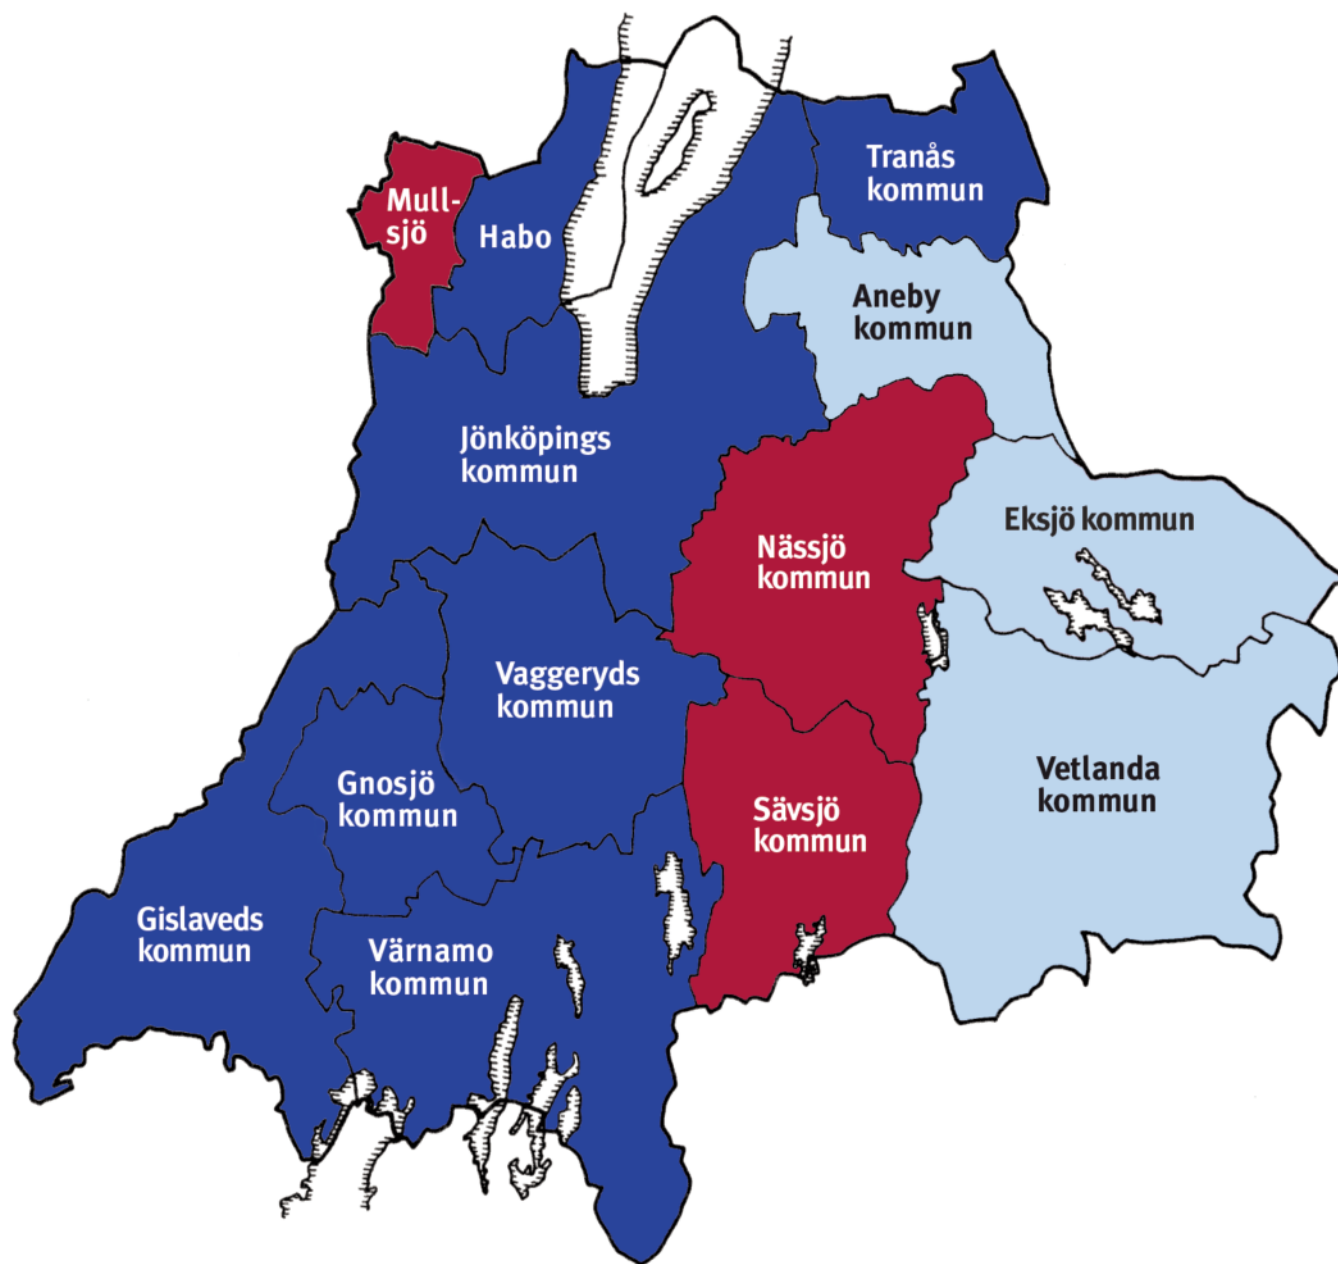 Tranås
kommun
Mull-
sjö
Habo
Aneby
kommun
Jönköpings
kommun
Eksjö kommun
Nässjö
kommun
Vaggeryds
kommun
Vetlanda
kommun
Gnosjö
kommun
Sävsjö
kommun
Gislaveds
kommun
Värnamo
kommun